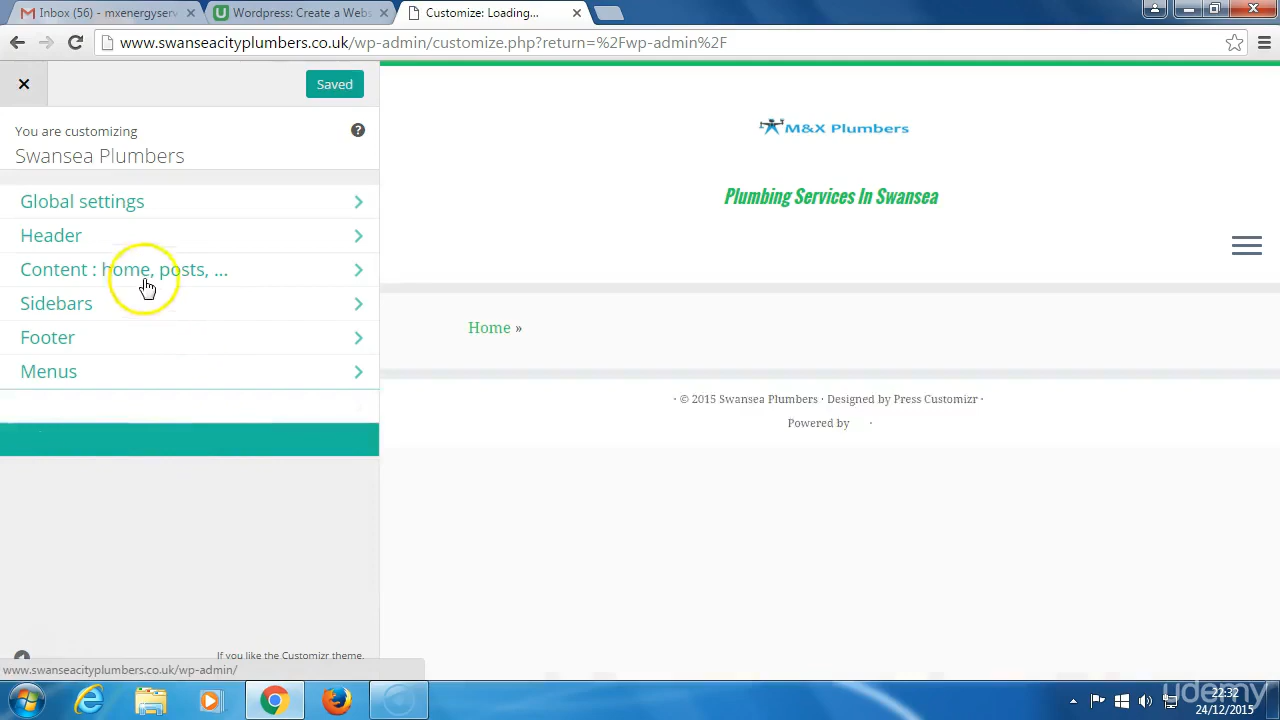 Inbox (56) - mxenergyserv
Wordpress: Create a Webs
Customize: Loading...
www.swanseacityplumbers.co.uk/wp-admin/customize.php?return=%2Fwp-admin%2F
Saved
You are customizing
Swansea Plumbers
Global settings
Header
Content : home, posts, ...
Sidebars
Footer
Menus
If you like the Customizr theme,
www.swanseacityplumbers.co.uk/wp-admin/
M&X Plumbers
Plumbing Services In Swansea
Home »
· © 2015 Swansea Plumbers · Designed by Press Customizr ·
Powered by ·
udemy
22:32
24/12/2015